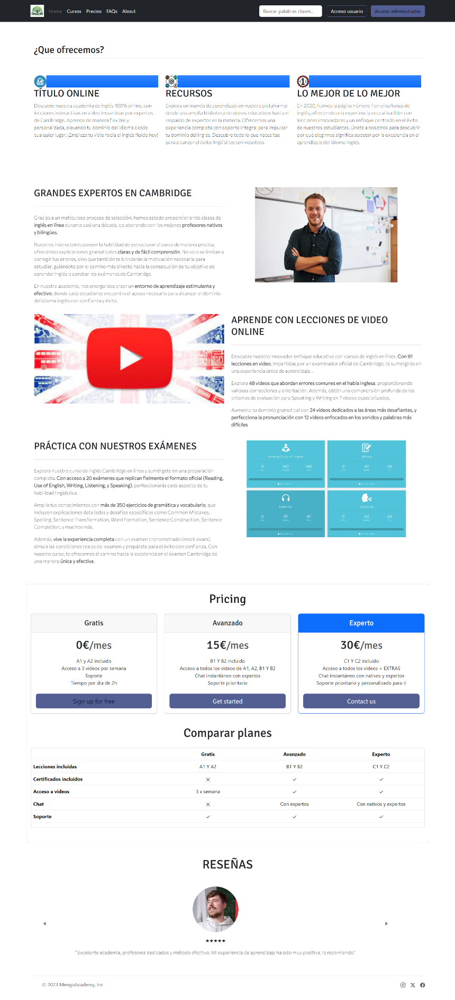 ENGLISH
Home Cursos Precios FAQs About
Buscar palabras claves...
Acceso usuario
Acceso administrador
¿Que ofrecemos?
TÍTULO ONLINE
Descubre nuestra academia de inglés 100% online, con
lecciones interactivas en video impartidas por expertos
de Cambridge. Aprende de manera flexible y
personalizada, elevando tu dominio del idioma desde
cualquier lugar. ¡Empieza tu viaje hacia el inglés fluido hoy!
RECURSOS
Explora un mundo de aprendizaje en nuestra plataforma:
desde una amplia biblioteca de videos educativos hasta el
respaldo de expertos en la materia. Ofrecemos una
experiencia completa con soporte integral para impulsar
tu dominio del inglés. Descubre todo lo que necesitas
para alcanzar el éxito lingüístico con nosotros.
LO MEJOR DE LO MEJOR
En 2020, fuimos la página número 1 en enseñanza de
inglés, ofreciendo una experiencia educativa líder con
lecciones innovadoras y un enfoque centrado en el éxito
de nuestros estudiantes. Únete a nosotros para descubrir
por qué elegirnos significa apostar por la excelencia en el
aprendizaje del idioma inglés.
GRANDES EXPERTOS EN CAMBRIDGE
Gracias a un meticuloso proceso de selección, hemos estado proporcionando clases de
inglés en línea durante casi una década, colaborando con los mejores profesores nativos
y bilingües.
Nuestros instructores poseen la habilidad de estructurar el curso de manera precisa,
ofreciendo explicaciones gramaticales claras y de fácil comprensión. No solo se limitan a
corregir tus errores, sino que también te brindarán la motivación necesaria para
estudiar, guiándote por el camino más directo hacia la consecución de tu objetivo de
aprender inglés o aprobar los exámenes de Cambridge.
En nuestra academia, nos enorgullece crear un entorno de aprendizaje estimulante y
efectivo, donde cada estudiante encuentra el apoyo necesario para alcanzar el dominio
del idioma inglés con confianza y éxito.
APRENDE CON LECCIONES DE VIDEO
ONLINE
Descubre nuestro innovador enfoque educativo con cursos de inglés en línea. Con 91
lecciones en video, impartidas por un examinador oficial de Cambridge, te sumergirás en
una experiencia única de aprendizaje. .
Explora 48 videos que abordan errores comunes en el habla inglesa, proporcionando
valiosas correcciones y orientación. Además, obtén una comprensión profunda de los
criterios de evaluación para Speaking y Writing en 7 videos especializados.
Aumenta tu dominio gramatical con 24 videos dedicados a las áreas más desafiantes, y
perfecciona la pronunciación con 12 videos enfocados en los sonidos y palabras más
difíciles
PRÁCTICA CON NUESTROS EXÁMENES
Explora nuestro curso de inglés Cambridge en línea y sumérgete en una preparación
completa. Con acceso a 20 exámenes que replican fielmente el formato oficial (Reading,
Use of English, Writing, Listening, y Speaking), perfeccionarás cada aspecto de tu
habilidad lingüística.
Amplía tus conocimientos con más de 350 ejercicios de gramática y vocabulario, que
incluyen explicaciones detalladas y desafíos específicos como Common Mistakes,
Spelling, Sentence Transformation, Word Formation, Sentence Construction, Sentence
Completion, y muchos más.
Además, vive la experiencia completa con un examen cronometrado (mock exam),
simula las condiciones reales del examen y prepárate para el éxito con confianza. Con
nuestro curso, te ofrecemos el camino hacia la excelencia en el examen Cambridge de
una manera única y efectiva.
Reading & Use of English
0 140 140
Writing
0 40 40
Listening
0 81 81
Speaking
0 60 60
Pricing
Gratis
0€/mes
A1 y A2 incluido
Acceso a 3 videos por semana
Soporte
Tiempo por dia de 2h
Sign up for free
Avanzado
15€/mes
B1 Y B2 incluido
Acceso a todos los videos de A1, A2, B1 Y B2
Chat instantáneo con expertos
Soporte prioritario
Get started
Experto
30€/mes
C1 Y C2 incluido
Acceso a todos los videos + EXTRAS
Chat instantáneo con nativos y expertos
Soporte prioritario y personalizado para ti
Contact us
Comparar planes
Gratis Avanzado Experto
Lecciones incluidas A1 Y A2 B1 Y B2 C1 Y C2
Certificados incluidos
Acceso a videos 3 x semana
Chat Con expertos Con nativos y expertos
Soporte
RESEÑAS
★★★★★
"Excelente academia, profesores dedicados y método efectivo. Mi experiencia de aprendizaje ha sido muy positiva, lo recomiendo."
© 2023 MengoAcademy, Inc